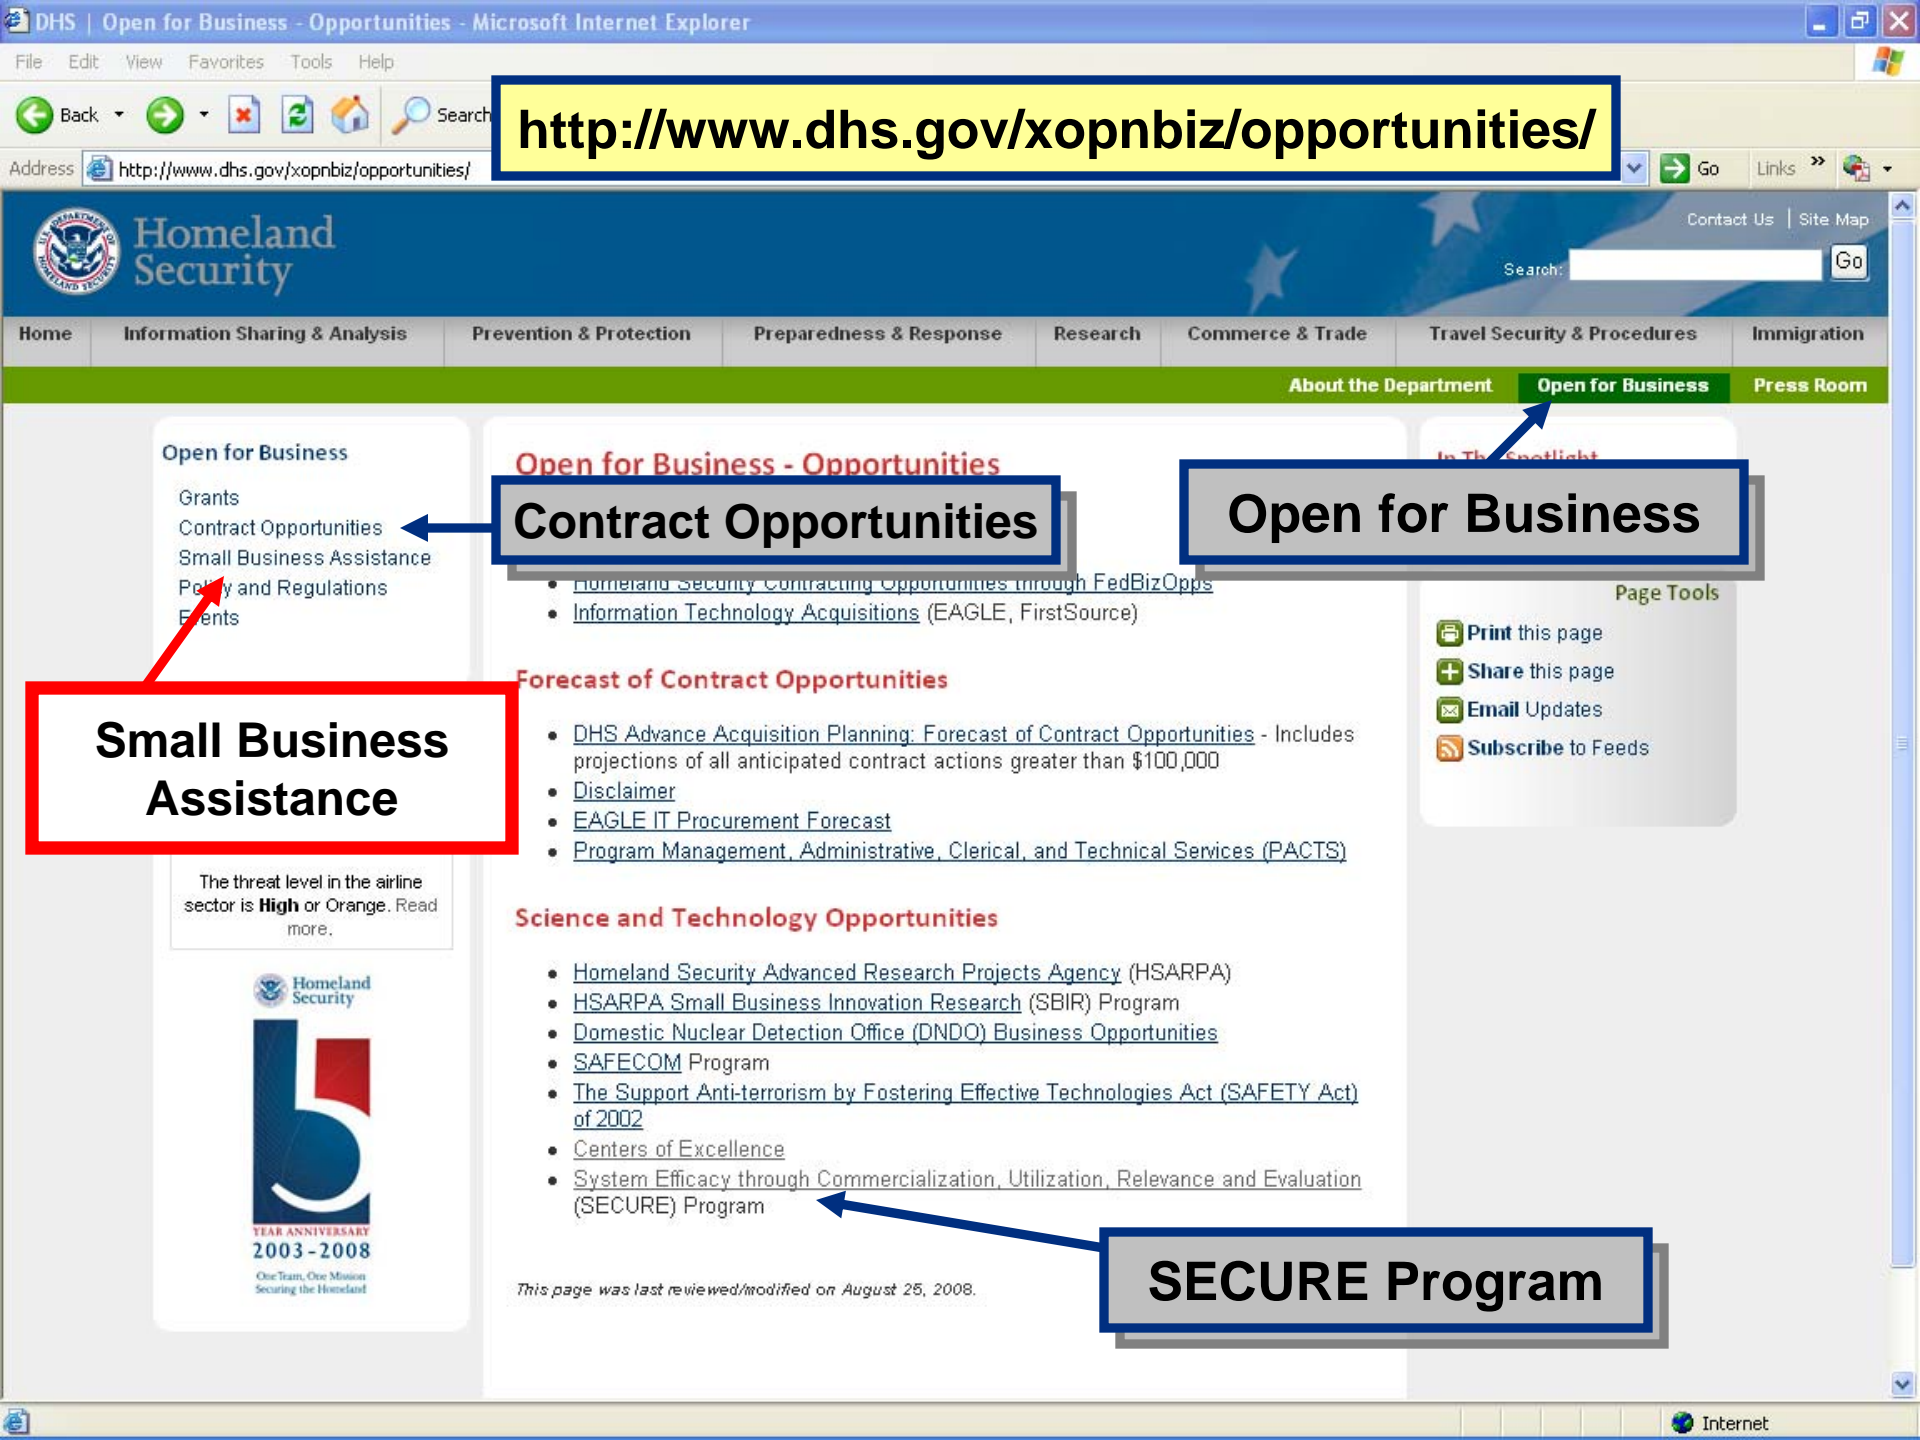 DHS | Open for Business - Opportunities - Microsoft Internet Explorer
File Edit View Favorites Tools Help
Back Search
http://www.dhs.gov/xopnbiz/opportunities/
Address http://www.dhs.gov/xopnbiz/opportunities/ Go Links »
Homeland
Security
Contact Us | Site Map
Search: Go
Home Information Sharing & Analysis Prevention & Protection Preparedness & Response Research Commerce & Trade Travel Security & Procedures Immigration
About the Department Open for Business Press Room
Open for Business
Grants
Contract Opportunities
Small Business Assistance
Policy and Regulations
Events
Small Business
Assistance
The threat level in the airline
sector is High or Orange. Read
more.
Homeland
Security
5
YEAR ANNIVERSARY
2003-2008
One Team, One Mission
Securing the Homeland
Open for Business - Opportunities
Contract Opportunities
• Homeland Security Contracting Opportunities through FedBizOpps
• Information Technology Acquisitions (EAGLE, FirstSource)
Forecast of Contract Opportunities
• DHS Advance Acquisition Planning: Forecast of Contract Opportunities - Includes
projections of all anticipated contract actions greater than $100,000
• Disclaimer
• EAGLE IT Procurement Forecast
• Program Management, Administrative, Clerical, and Technical Services (PACTS)
Science and Technology Opportunities
• Homeland Security Advanced Research Projects Agency (HSARPA)
• HSARPA Small Business Innovation Research (SBIR) Program
• Domestic Nuclear Detection Office (DNDO) Business Opportunities
• SAFECOM Program
• The Support Anti-terrorism by Fostering Effective Technologies Act (SAFETY Act)
of 2002
• Centers of Excellence
• System Efficacy through Commercialization, Utilization, Relevance and Evaluation
(SECURE) Program
This page was last reviewed/modified on August 25, 2008.
SECURE Program
In The Spotlight
Open for Business
Page Tools
Print this page
Share this page
Email Updates
Subscribe to Feeds
Internet